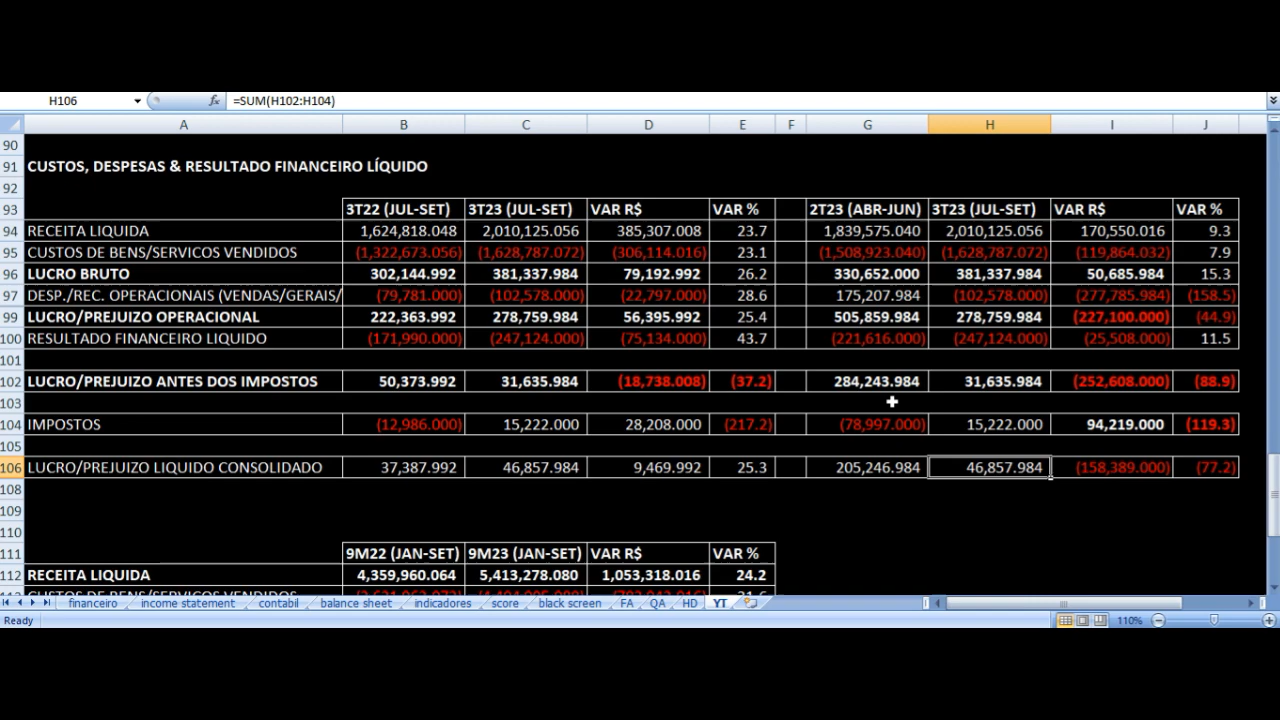 H106 fx =SUM(H102:H104)
A B C D E F G H I J
90
91 CUSTOS, DESPESAS & RESULTADO FINANCEIRO LÍQUIDO
92
93 3T22 (JUL-SET) 3T23 (JUL-SET) VAR R$ VAR % 2T23 (ABR-JUN) 3T23 (JUL-SET) VAR R$ VAR %
94 RECEITA LIQUIDA 1,624,818.048 2,010,125.056 385,307.008 23.7 1,839,575.040 2,010,125.056 170,550.016 9.3
95 CUSTOS DE BENS/SERVICOS VENDIDOS (1,322,673.056) (1,628,787.072) (306,114.016) 23.1 (1,508,923.040) (1,628,787.072) (119,864.032) 7.9
96 LUCRO BRUTO 302,144.992 381,337.984 79,192.992 26.2 330,652.000 381,337.984 50,685.984 15.3
97 DESP./REC. OPERACIONAIS (VENDAS/GERAIS/ (79,781.000) (102,578.000) (22,797.000) 28.6 175,207.984 (102,578.000) (277,785.984) (158.5)
99 LUCRO/PREJUIZO OPERACIONAL 222,363.992 278,759.984 56,395.992 25.4 505,859.984 278,759.984 (227,100.000) (44.9)
100 RESULTADO FINANCEIRO LIQUIDO (171,990.000) (247,124.000) (75,134.000) 43.7 (221,616.000) (247,124.000) (25,508.000) 11.5
101
102 LUCRO/PREJUIZO ANTES DOS IMPOSTOS 50,373.992 31,635.984 (18,738.008) (37.2) 284,243.984 31,635.984 (252,608.000) (88.9)
103
104 IMPOSTOS (12,986.000) 15,222.000 28,208.000 (217.2) (78,997.000) 15,222.000 94,219.000 (119.3)
105
106 LUCRO/PREJUIZO LIQUIDO CONSOLIDADO 37,387.992 46,857.984 9,469.992 25.3 205,246.984 46,857.984 (158,389.000) (77.2)
108
109
110
111 9M22 (JAN-SET) 9M23 (JAN-SET) VAR R$ VAR %
112 RECEITA LIQUIDA 4,359,960.064 5,413,278.080 1,053,318.016 24.2
financeiro income statement contabil balance sheet indicadores score black screen FA QA HD YT
Ready 110%